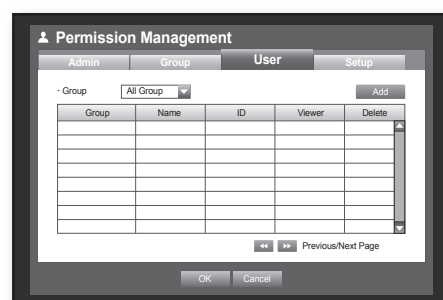 Permission Management
Admin Group User Setup
· Group All Group Add
Group Name ID Viewer Delete
Previous/Next Page
OK Cancel